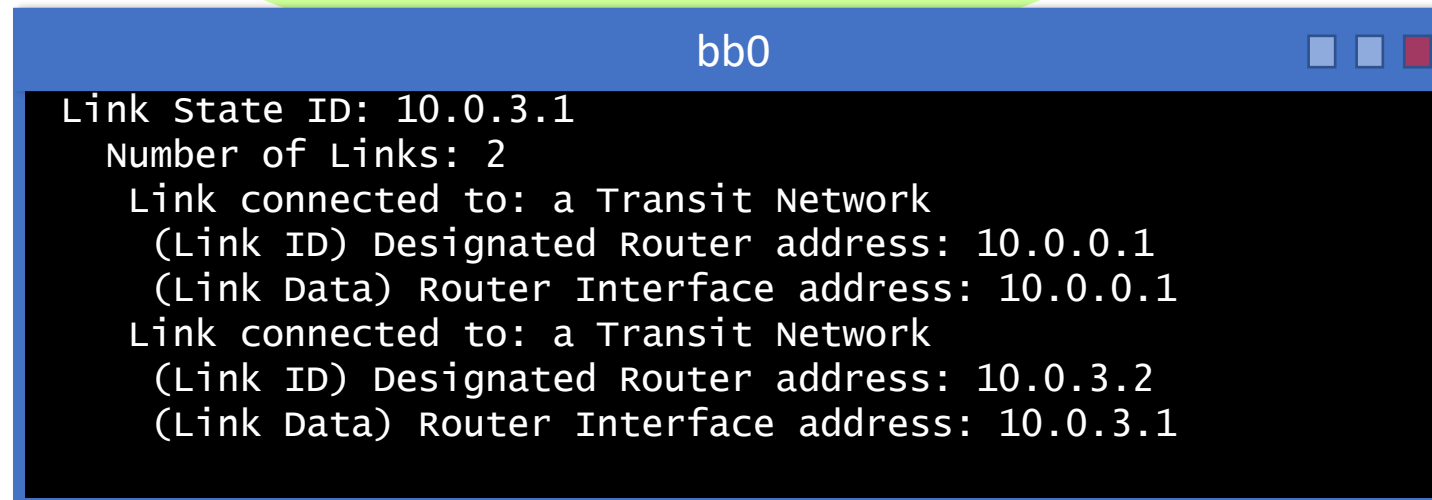 bb0
Link State ID: 10.0.3.1
Number of Links: 2
Link connected to: a Transit Network
(Link ID) Designated Router address: 10.0.0.1
(Link Data) Router Interface address: 10.0.0.1
Link connected to: a Transit Network
(Link ID) Designated Router address: 10.0.3.2
(Link Data) Router Interface address: 10.0.3.1